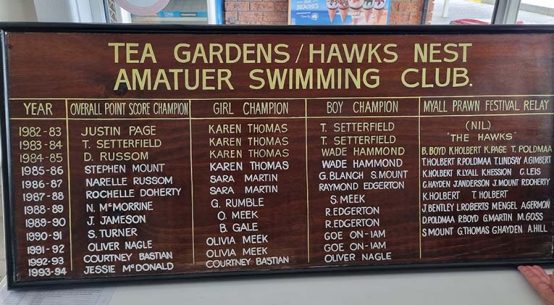 TEA GARDENS/HAWKS NEST
AMATUER SWIMMING CLUB.
YEAR OVERALL POINT SCORE CHAMPION GIRL CHAMPION BOY CHAMPION MYALL PRAWN FESTIVAL RELAY
1982-83 JUSTIN PAGE KAREN THOMAS T. SETTERFIELD (NIL)
1983-84 T. SETTERFIELD KAREN THOMAS T. SETTERFIELD "THE HAWKS"
1984-85 D. RUSSOM KAREN THOMAS WADE HAMMOND B. BOYD K.HOLBERT K.PAGE T. POLDMAA
1985-86 STEPHEN MOUNT KAREN THOMAS WADE HAMMOND T.HOLBERT R.POLDMAA T.LINDSAY A.GIMBERT
1986-87 NARELLE RUSSOM SARA MARTIN G.BLANCH S.MOUNT K.HOLBERT R.LYALL K.HESSION C.LEIS
1987-88 ROCHELLE DOHERTY SARA MARTIN RAYMOND EDGERTON G.HAYDEN J.ANDERSON J.MOUNT R.DOHERTY
1988-89 N. McMORRINE G. RUMBLE S.MEEK K.HOLBERT T.HOLBERT
1989-90 J. JAMESON O. MEEK R.EDGERTON J.BENTLEY L.ROBERTS MENGEL A.GERMON
1990-91 S. TURNER B. GALE R.EDGERTON D.POLDMAA R.BOYD G.MARTIN M.GOSS
1991-92 OLIVER NAGLE OLIVIA MEEK GOE ON-IAM S.MOUNT G.THOMAS G.HAYDEN A.HILL
1992-93 COURTNEY BASTIAN OLIVIA MEEK GOE ON-IAM
1993-94 JESSIE McDONALD COURTNEY BASTIAN OLIVER NAGLE